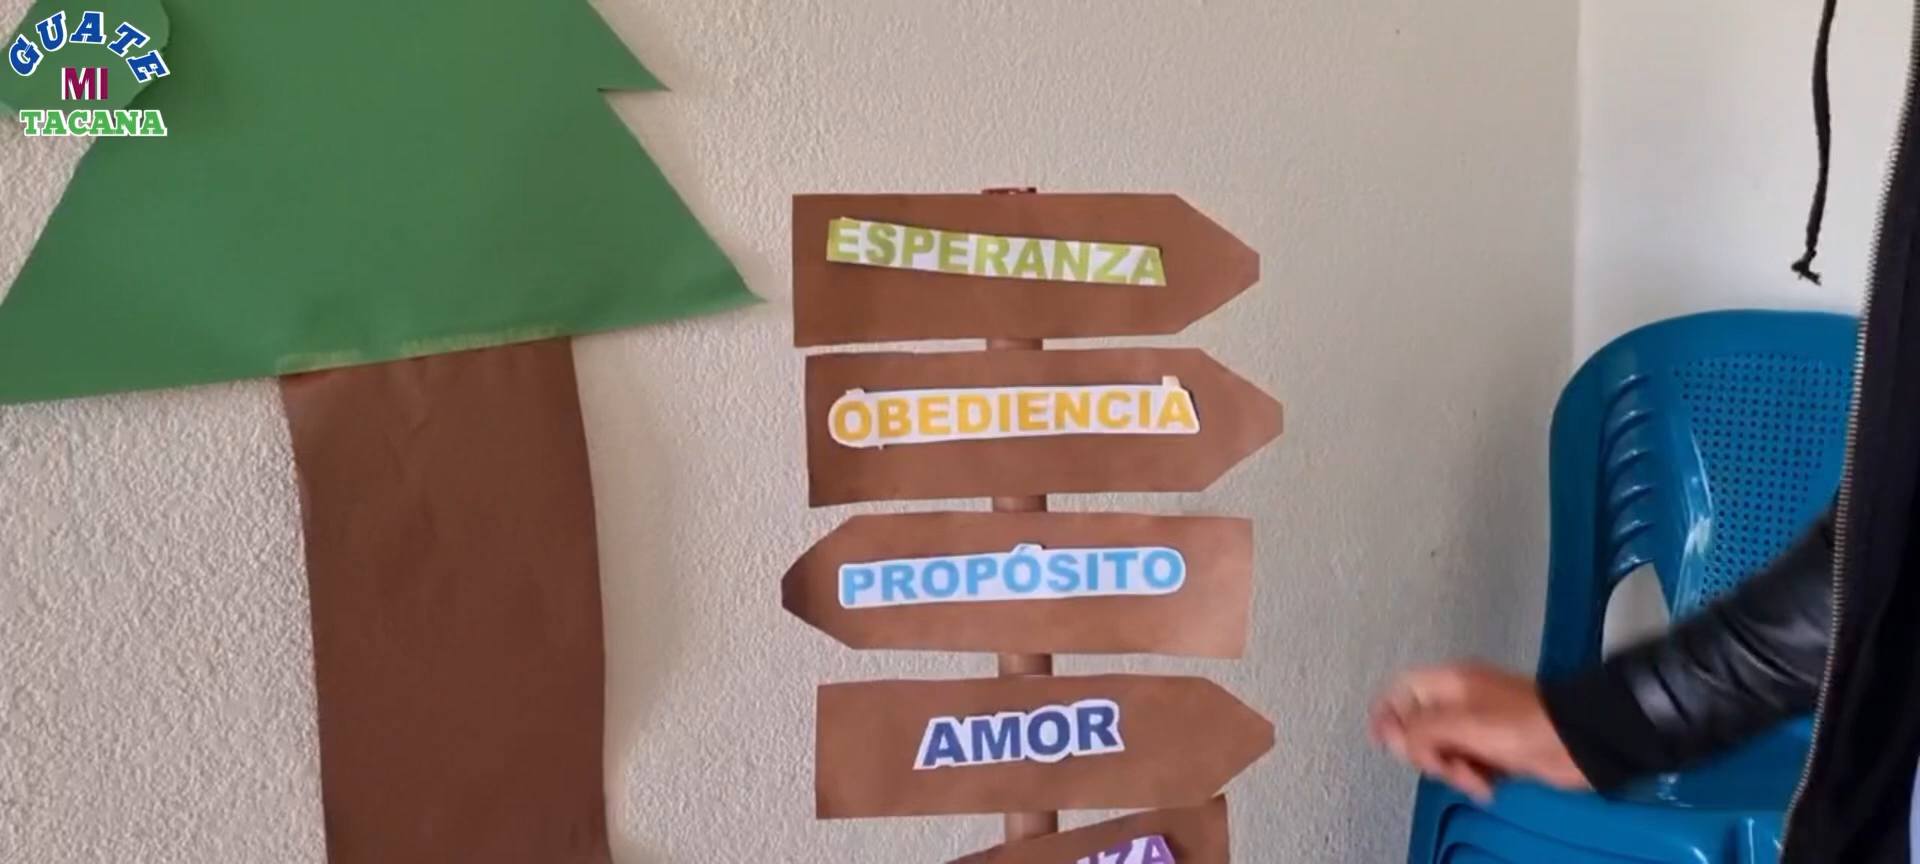 GUATE
MI
TACANA
ESPERANZA
OBEDIENCIA
PROPÓSITO
AMOR